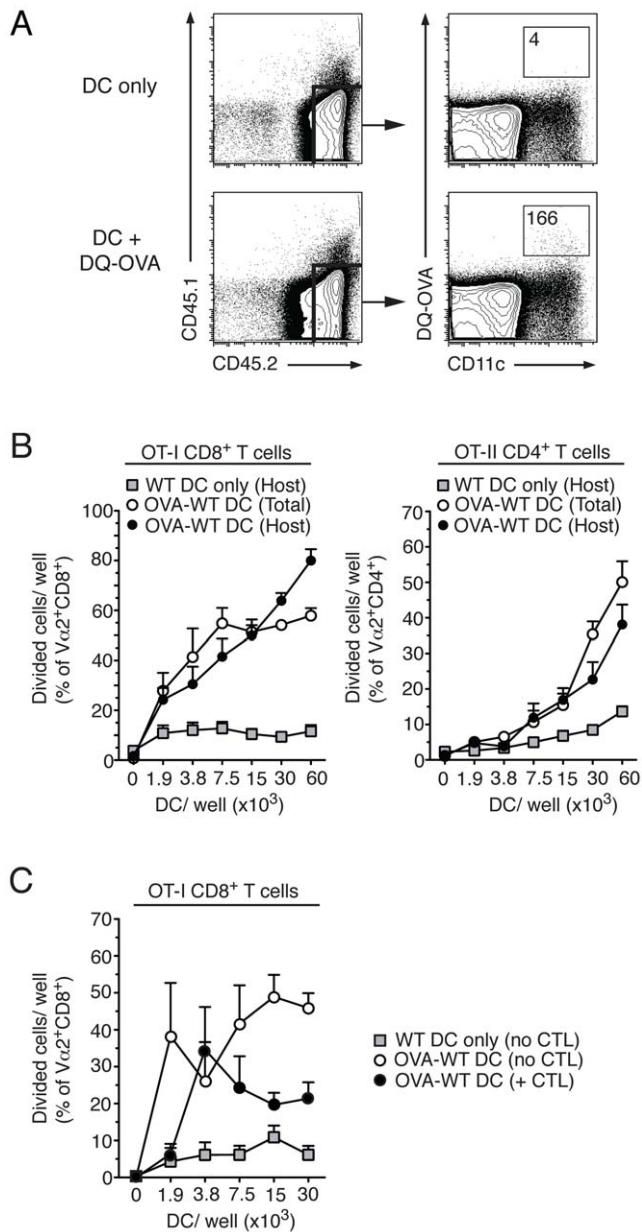 A
DC only
4
DC +
DQ-OVA
166
CD45.1
DQ-OVA
CD45.2
CD11c
B
OT-I CD8+ T cells
WT DC only (Host)
OVA-WT DC (Total)
OVA-WT DC (Host)
100
80
60
40
20
10
0
Divided cells/ well
(% of Vα2+CD8+)
0 1.9 3.8 7.5 15 30 60
DC/ well (x10³)
OT-II CD4+ T cells
WT DC only (Host)
OVA-WT DC (Total)
OVA-WT DC (Host)
70
50
40
30
20
10
0
Divided cells/ well
(% of Vα2+CD4+)
0 1.9 3.8 7.5 15 30 60
DC/ well (x10³)
C
OT-I CD8+ T cells
70
60
50
40
30
20
10
0
Divided cells/ well
(% of Vα2+CD8+)
0 1.9 3.8 7.5 15 30
DC/ well (x10³)
WT DC only (no CTL)
OVA-WT DC (no CTL)
OVA-WT DC (+ CTL)